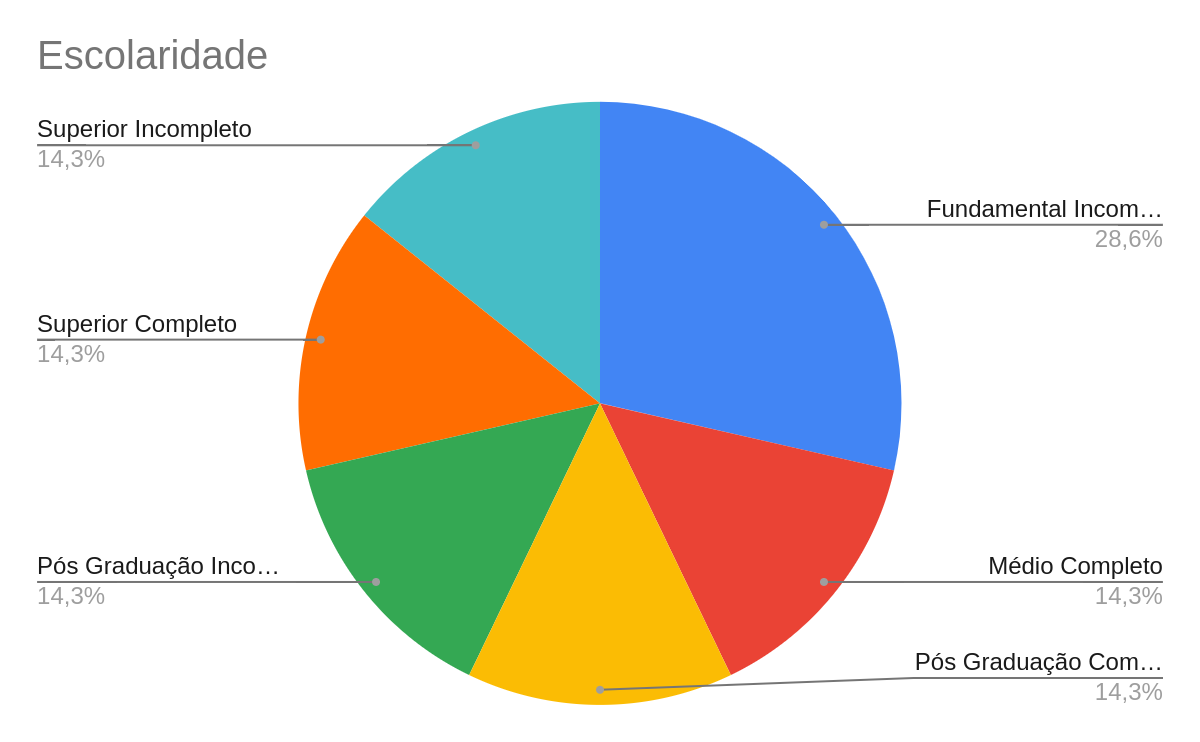 Escolaridade
Superior Incompleto
14,3%
Fundamental Incom…
28,6%
Superior Completo
14,3%
Pós Graduação Inco…
14,3%
Médio Completo
14,3%
Pós Graduação Com…
14,3%